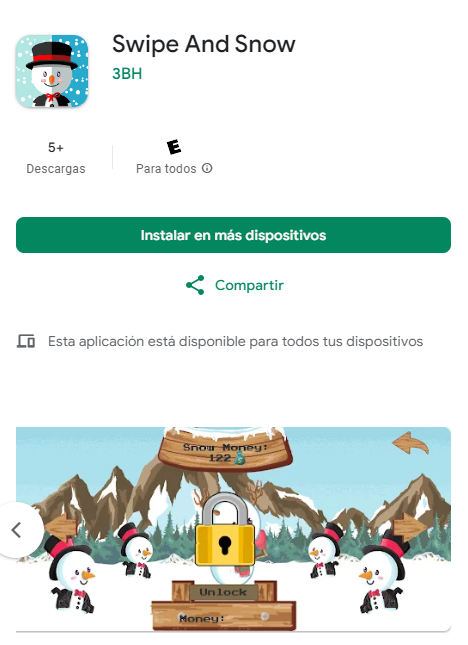 Swipe And Snow
3BH
5+
E
Descargas
Para todos
Instalar en más dispositivos
Compartir
Esta aplicación está disponible para todos tus dispositivos
Snow Money:
122
Unlock
Money: